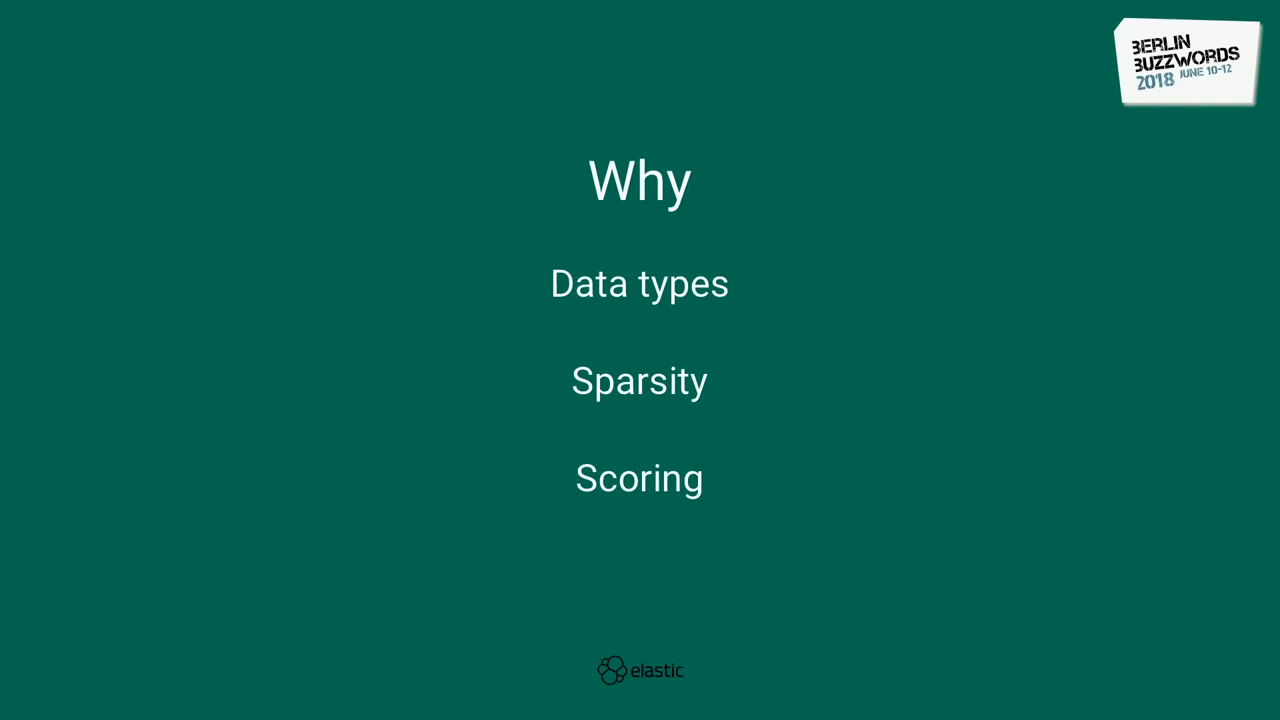 BERLIN
BUZZWORDS
2018 JUNE 10-12
Why
Data types
Sparsity
Scoring
elastic